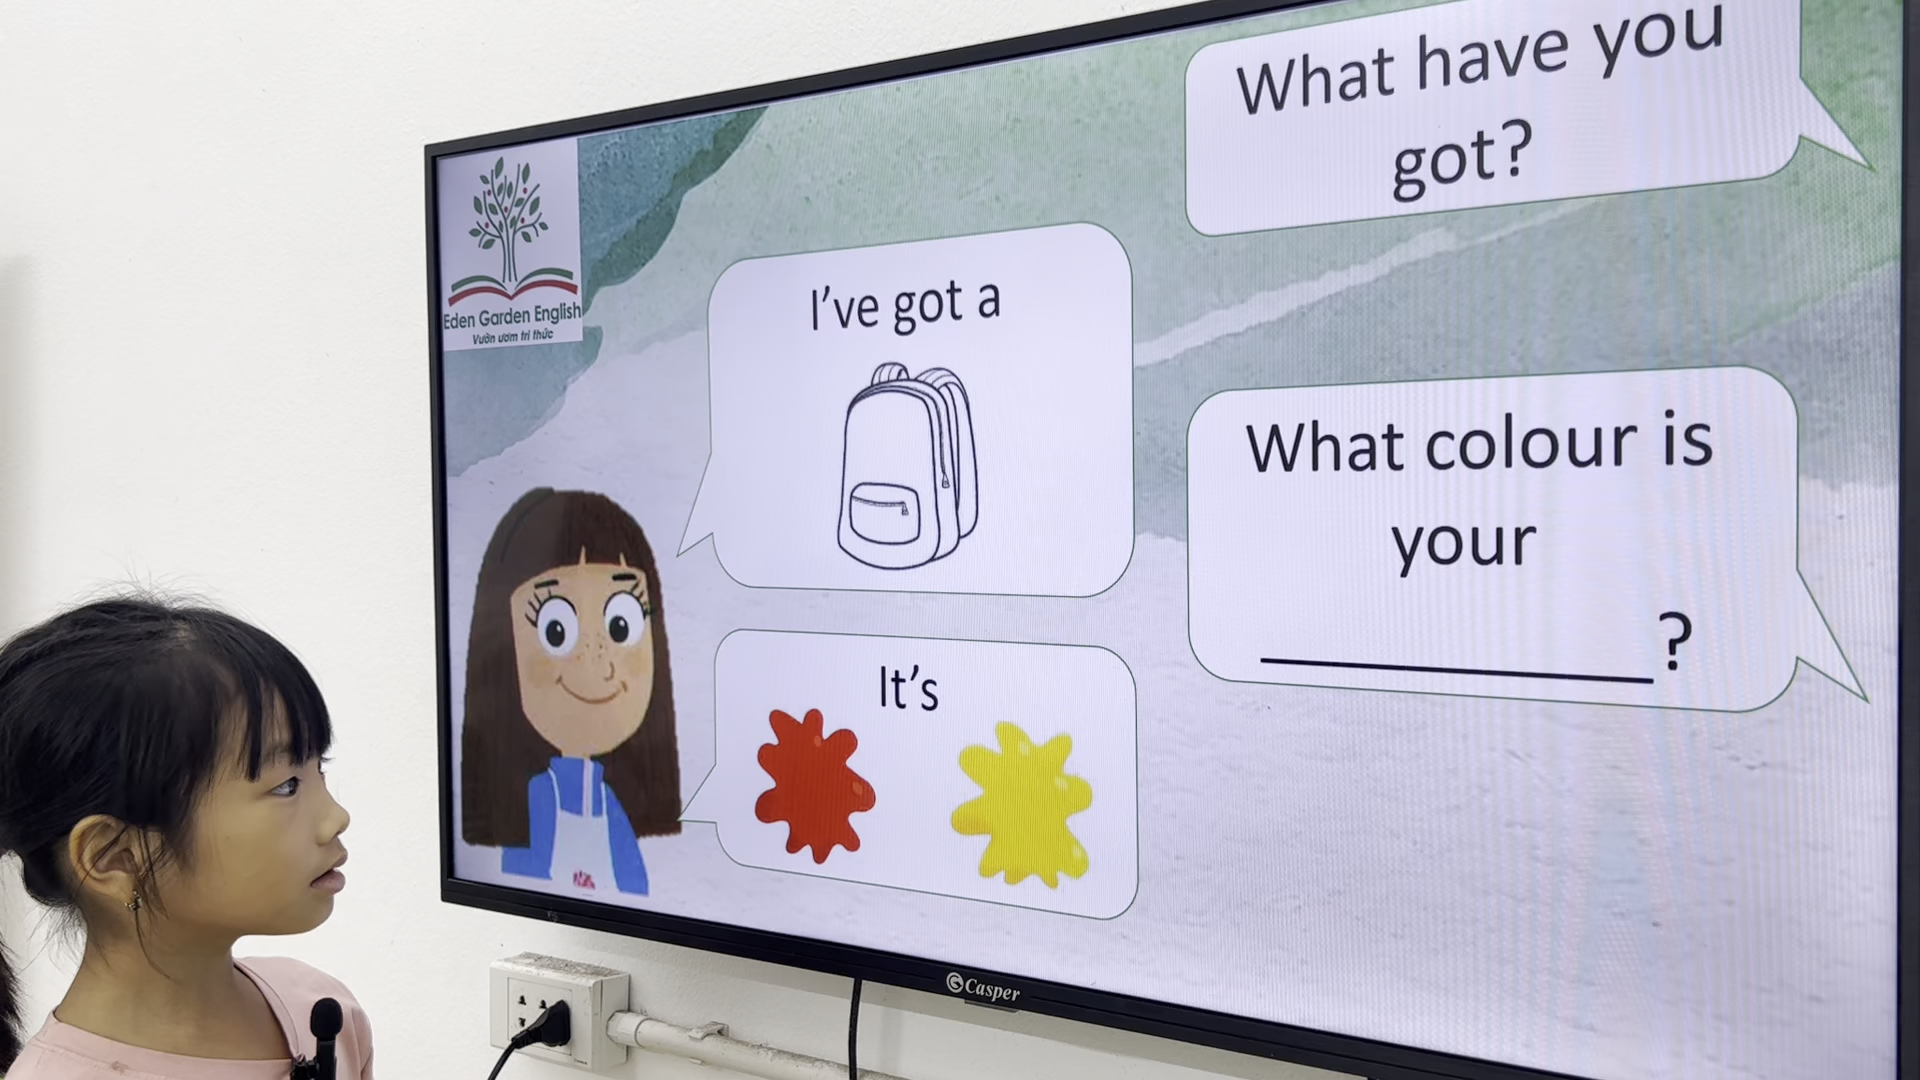 What have you
got?
Eden Garden English
Vườn ươm tri thức
I've got a
What colour is
your
?
It's
Casper